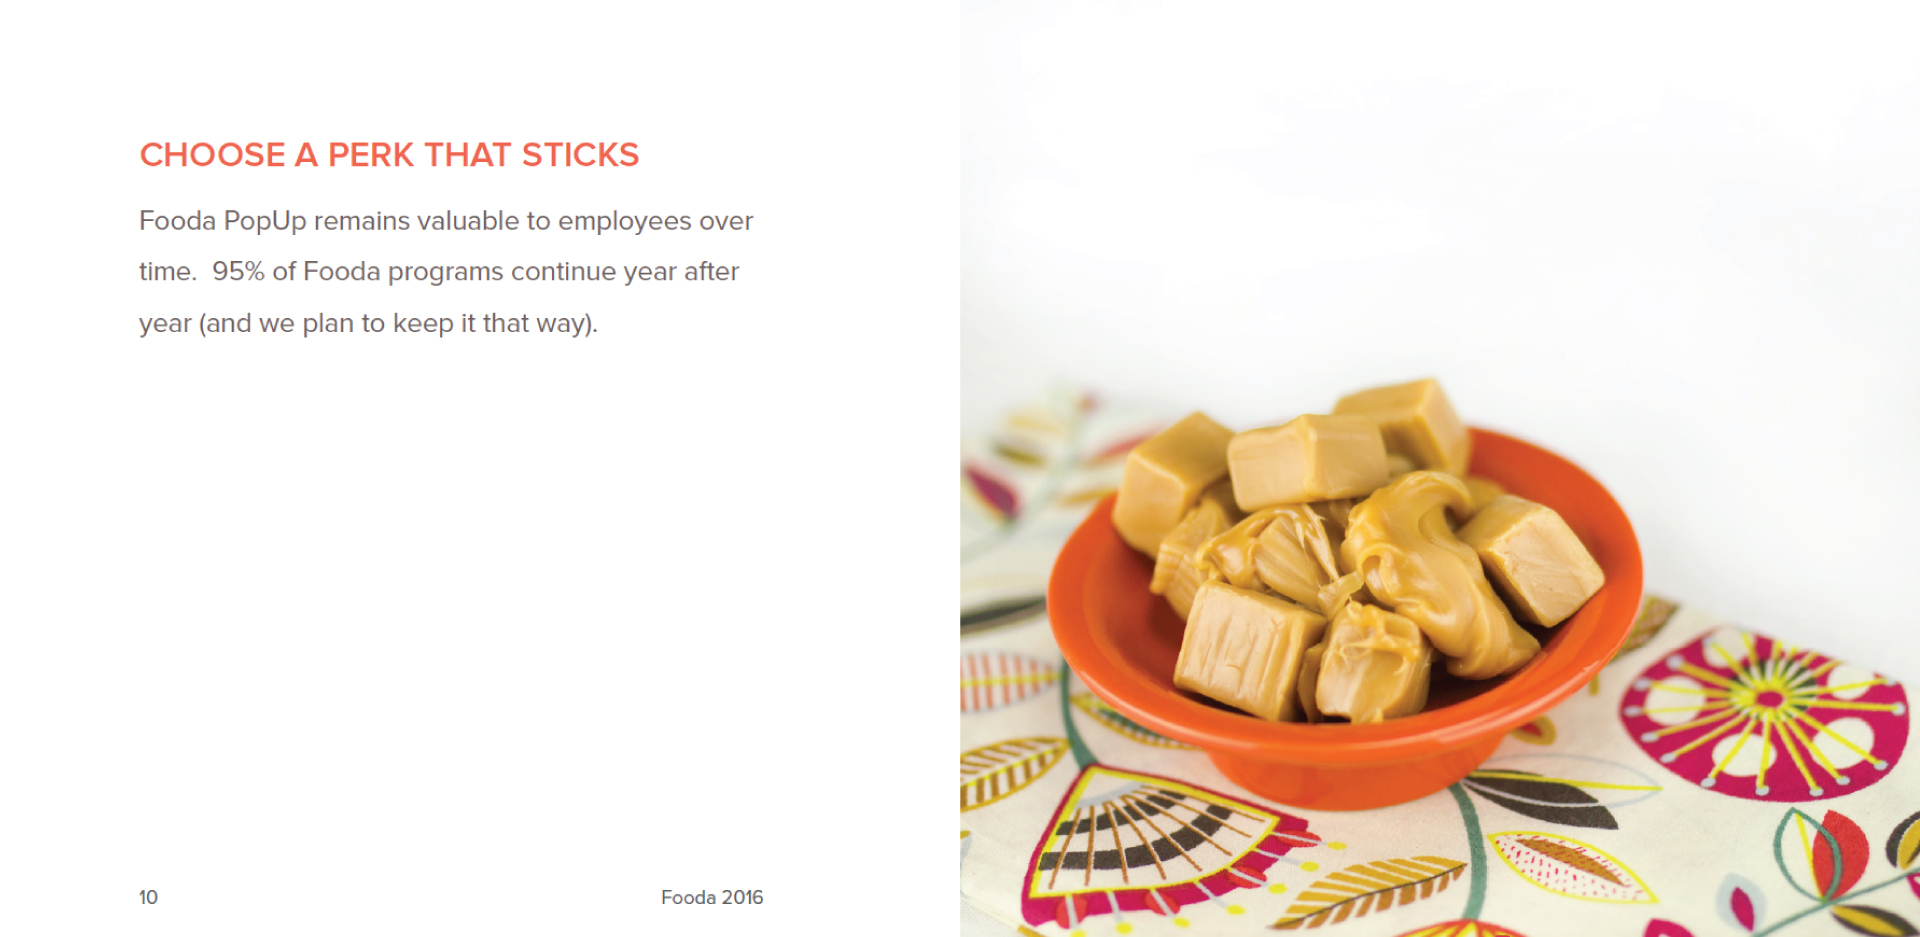 CHOOSE A PERK THAT STICKS
Fooda PopUp remains valuable to employees over
time.  95% of Fooda programs continue year after
year (and we plan to keep it that way).
10
Fooda 2016